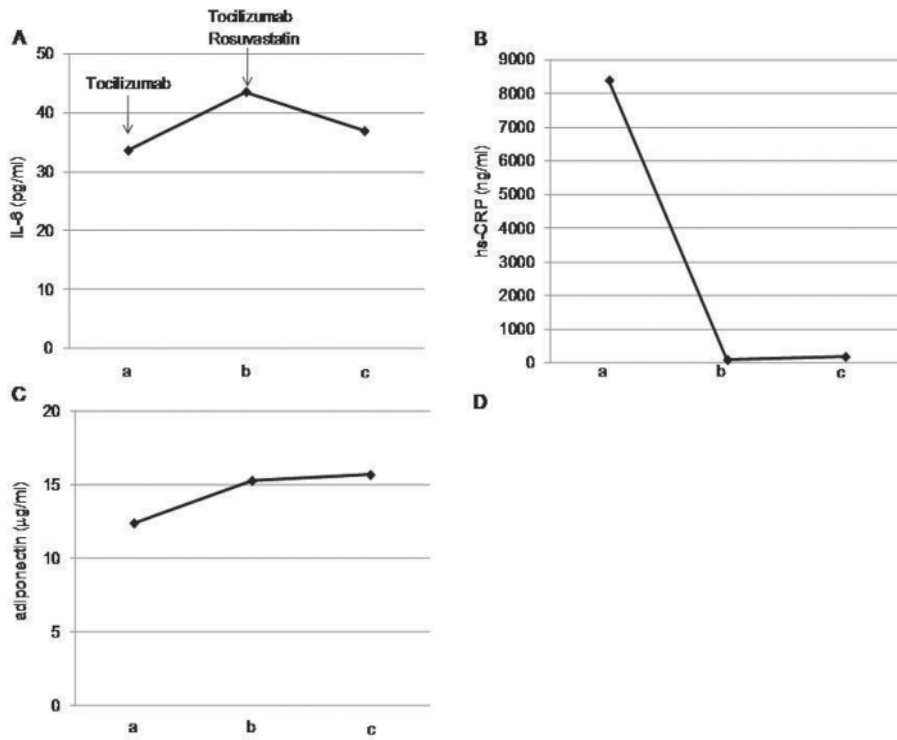 A
Tocilizumab
Rosuvastatin
Tocilizumab
50
40
30
20
10
0
IL-6 (pg/ml)
a b c
B
9000
8000
7000
6000
5000
4000
3000
2000
1000
0
hs-CRP (ng/ml)
a b c
C
20
15
10
5
0
adiponectin (μg/ml)
a b c
D